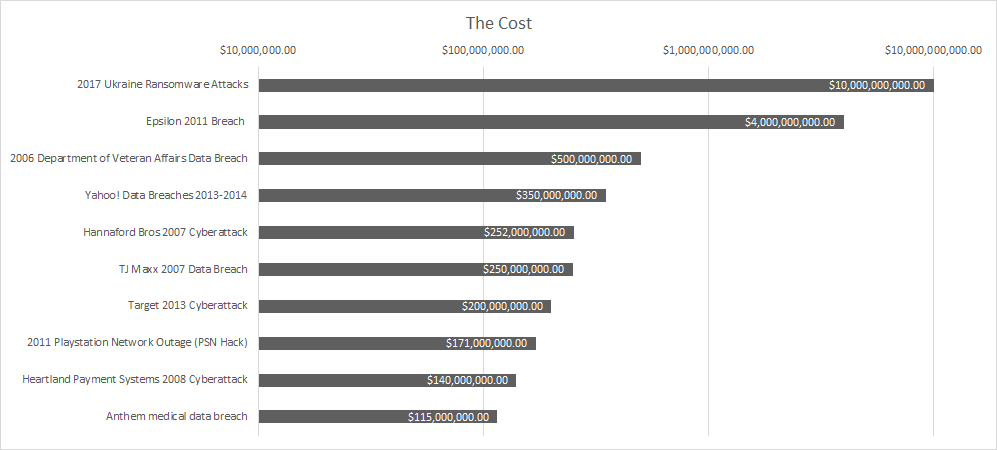 The Cost
$10,000,000.00 $100,000,000.00 $1,000,000,000.00 $10,000,000,000.00
2017 Ukraine Ransomware Attacks $10,000,000,000.00
Epsilon 2011 Breach $4,000,000,000.00
2006 Department of Veteran Affairs Data Breach $500,000,000.00
Yahoo! Data Breaches 2013-2014 $350,000,000.00
Hannaford Bros 2007 Cyberattack $252,000,000.00
TJ Maxx 2007 Data Breach $250,000,000.00
Target 2013 Cyberattack $200,000,000.00
2011 Playstation Network Outage (PSN Hack) $171,000,000.00
Heartland Payment Systems 2008 Cyberattack $140,000,000.00
Anthem medical data breach $115,000,000.00